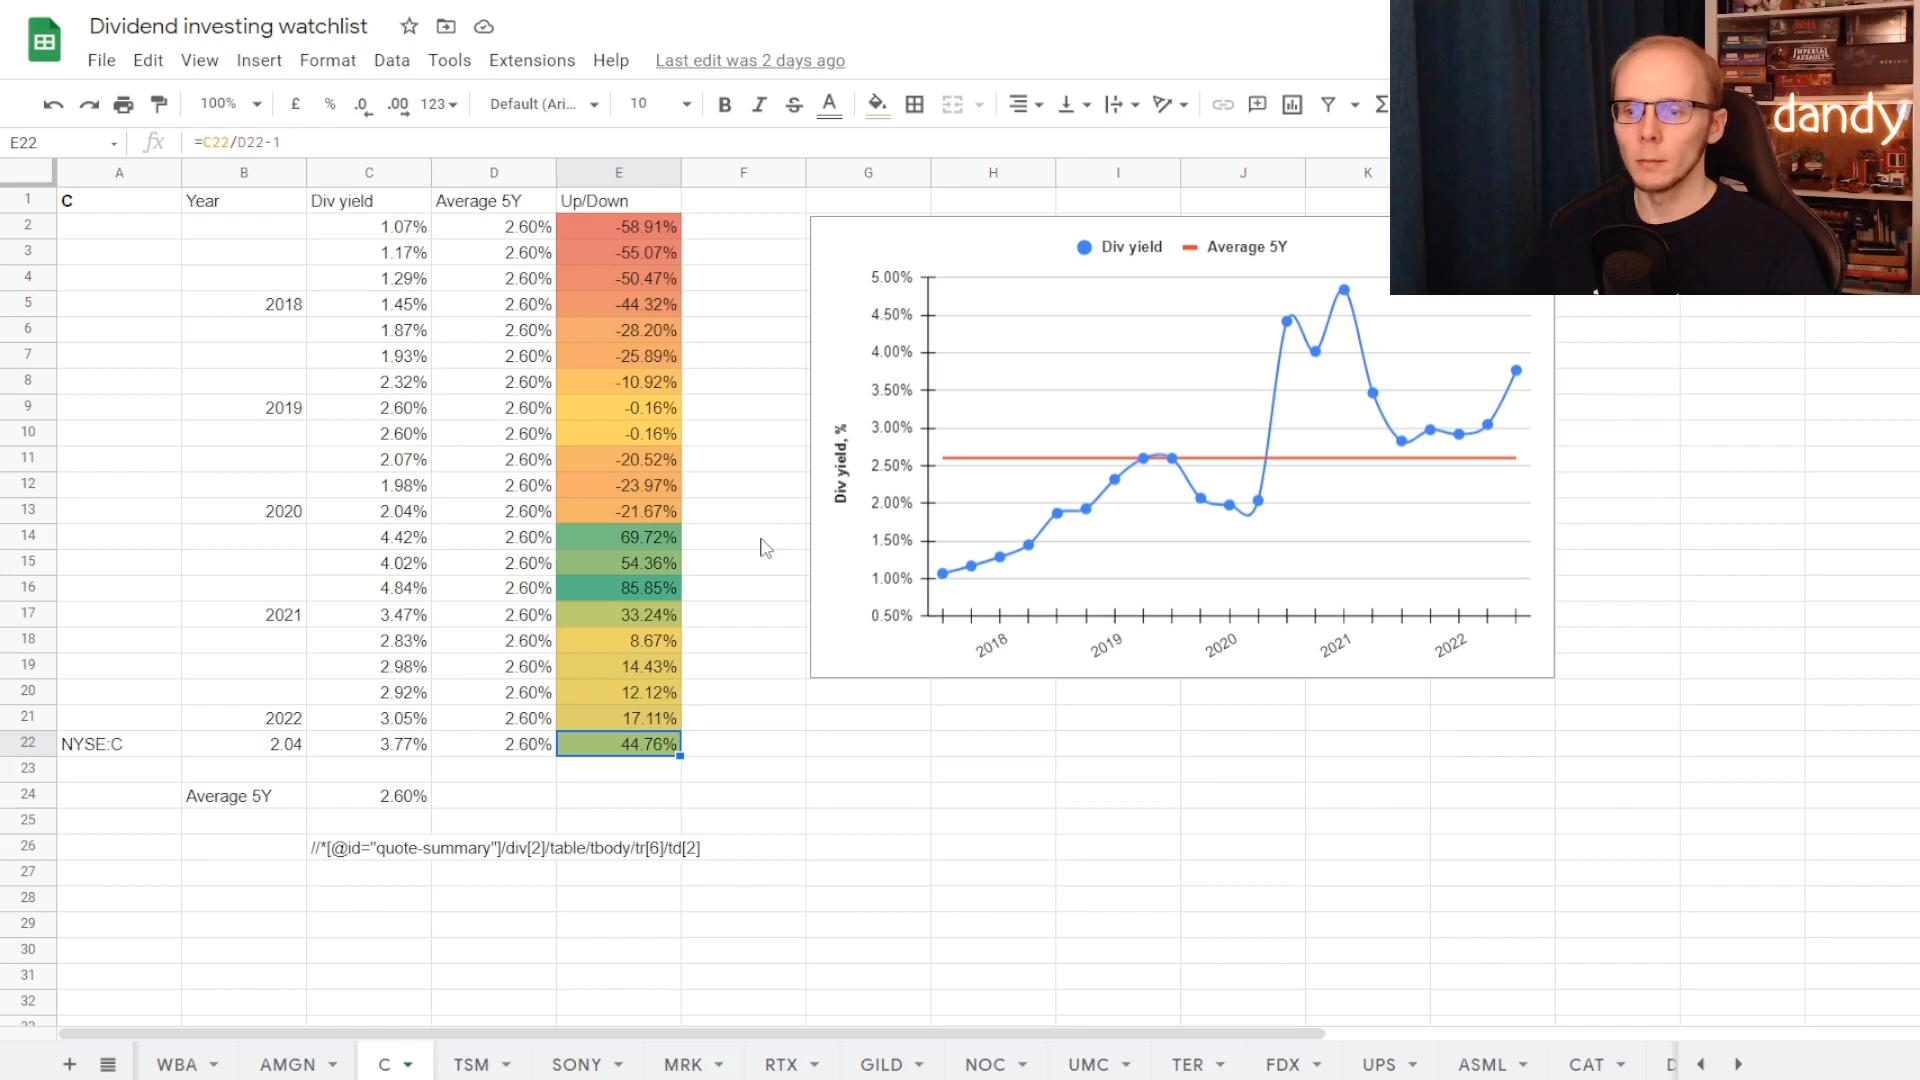 Dividend investing watchlist
File Edit View Insert Format Data Tools Extensions Help Last edit was 2 days ago
100% £ % .0 .00 123 Default (Ari... 10 B I S A Σ
E22 fx =C22/D22-1
A B C D E F G H I J K
1 C Year Div yield Average 5Y Up/Down
2 1.07% 2.60% -58.91%
3 1.17% 2.60% -55.07%
4 1.29% 2.60% -50.47%
5 2018 1.45% 2.60% -44.32%
6 1.87% 2.60% -28.20%
7 1.93% 2.60% -25.89%
8 2.32% 2.60% -10.92%
9 2019 2.60% 2.60% -0.16%
10 2.60% 2.60% -0.16%
11 2.07% 2.60% -20.52%
12 1.98% 2.60% -23.97%
13 2020 2.04% 2.60% -21.67%
14 4.42% 2.60% 69.72%
15 4.02% 2.60% 54.36%
16 4.84% 2.60% 85.85%
17 2021 3.47% 2.60% 33.24%
18 2.83% 2.60% 8.67%
19 2.98% 2.60% 14.43%
20 2.92% 2.60% 12.12%
21 2022 3.05% 2.60% 17.11%
22 NYSE:C 2.04 3.77% 2.60% 44.76%
23
24 Average 5Y 2.60%
25
26 //*[@id="quote-summary"]/div[2]/table/tbody/tr[6]/td[2]
27
28
29
30
31
32
Div yield Average 5Y
5.00%
4.50%
4.00%
3.50%
3.00%
2.50%
2.00%
1.50%
1.00%
0.50%
Div yield, %
2018 2019 2020 2021 2022
dandy
IMPERIAL ASSAULT
WBA AMGN C TSM SONY MRK RTX GILD NOC UMC TER FDX UPS ASML CAT